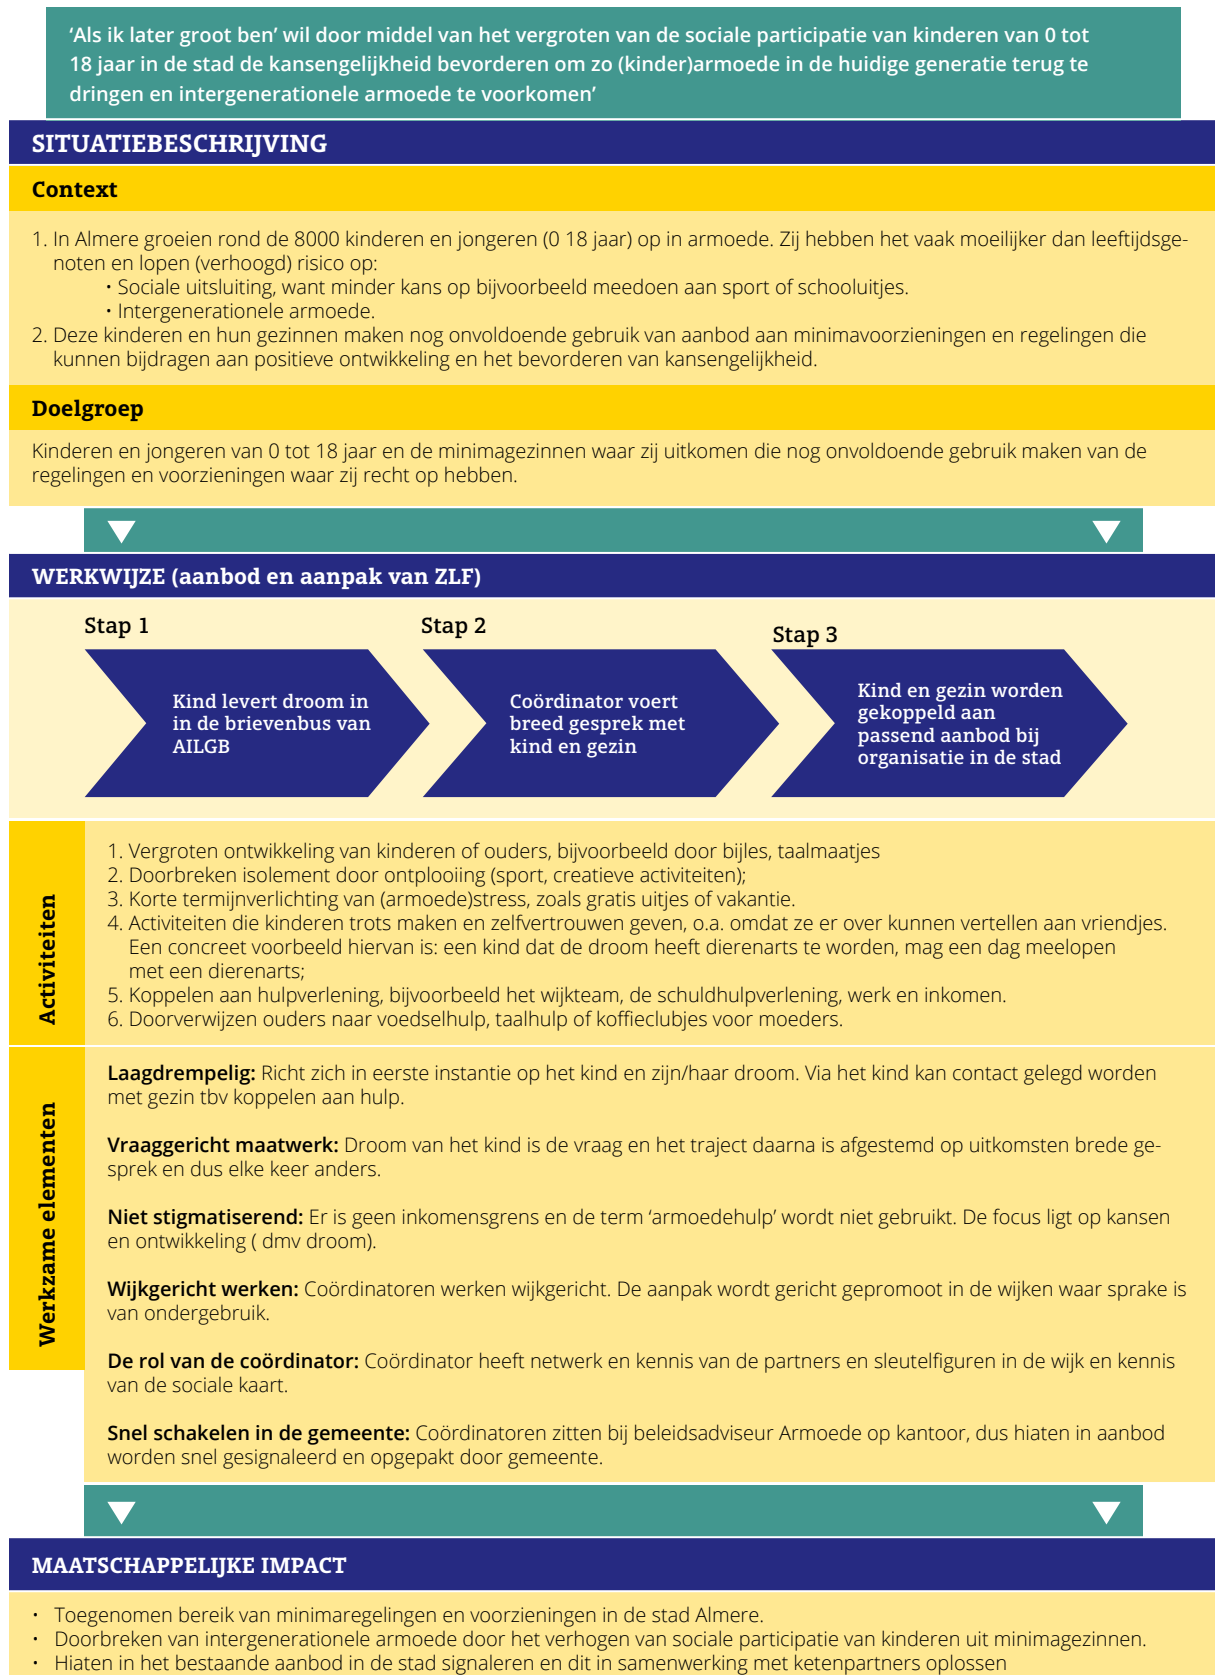 ‘Als ik later groot ben’ wil door middel van het vergroten van de sociale participatie van kinderen van 0 tot
18 jaar in de stad de kansengelijkheid bevorderen om zo (kinder)armoede in de huidige generatie terug te
dringen en intergenerationele armoede te voorkomen’
SITUATIEBESCHRIJVING
Context
1. In Almere groeien rond de 8000 kinderen en jongeren (0 18 jaar) op in armoede. Zij hebben het vaak moeilijker dan leeftijdsge-
noten en lopen (verhoogd) risico op:
• Sociale uitsluiting, want minder kans op bijvoorbeeld meedoen aan sport of schooluitjes.
• Intergenerationele armoede.
2. Deze kinderen en hun gezinnen maken nog onvoldoende gebruik van aanbod aan minimavoorzieningen en regelingen die
kunnen bijdragen aan positieve ontwikkeling en het bevorderen van kansengelijkheid.
Doelgroep
Kinderen en jongeren van 0 tot 18 jaar en de minimagezinnen waar zij uitkomen die nog onvoldoende gebruik maken van de
regelingen en voorzieningen waar zij recht op hebben.
WERKWIJZE (aanbod en aanpak van ZLF)
Stap 1
Kind levert droom in
in de brievenbus van
AILGB
Stap 2
Coördinator voert
breed gesprek met
kind en gezin
Stap 3
Kind en gezin worden
gekoppeld aan
passend aanbod bij
organisatie in de stad
Activiteiten
1. Vergroten ontwikkeling van kinderen of ouders, bijvoorbeeld door bijles, taalmaatjes
2. Doorbreken isolement door ontplooiing (sport, creatieve activiteiten);
3. Korte termijnverlichting van (armoede)stress, zoals gratis uitjes of vakantie.
4. Activiteiten die kinderen trots maken en zelfvertrouwen geven, o.a. omdat ze er over kunnen vertellen aan vriendjes.
Een concreet voorbeeld hiervan is: een kind dat de droom heeft dierenarts te worden, mag een dag meelopen
met een dierenarts;
5. Koppelen aan hulpverlening, bijvoorbeeld het wijkteam, de schuldhulpverlening, werk en inkomen.
6. Doorverwijzen ouders naar voedselhulp, taalhulp of koffieclubjes voor moeders.
Werkzame elementen
Laagdrempelig: Richt zich in eerste instantie op het kind en zijn/haar droom. Via het kind kan contact gelegd worden
met gezin tbv koppelen aan hulp.
Vraaggericht maatwerk: Droom van het kind is de vraag en het traject daarna is afgestemd op uitkomsten brede ge-
sprek en dus elke keer anders.
Niet stigmatiserend: Er is geen inkomensgrens en de term ‘armoedehulp’ wordt niet gebruikt. De focus ligt op kansen
en ontwikkeling ( dmv droom).
Wijkgericht werken: Coördinatoren werken wijkgericht. De aanpak wordt gericht gepromoot in de wijken waar sprake is
van ondergebruik.
De rol van de coördinator: Coördinator heeft netwerk en kennis van de partners en sleutelfiguren in de wijk en kennis
van de sociale kaart.
Snel schakelen in de gemeente: Coördinatoren zitten bij beleidsadviseur Armoede op kantoor, dus hiaten in aanbod
worden snel gesignaleerd en opgepakt door gemeente.
MAATSCHAPPELIJKE IMPACT
• Toegenomen bereik van minimaregelingen en voorzieningen in de stad Almere.
• Doorbreken van intergenerationele armoede door het verhogen van sociale participatie van kinderen uit minimagezinnen.
• Hiaten in het bestaande aanbod in de stad signaleren en dit in samenwerking met ketenpartners oplossen